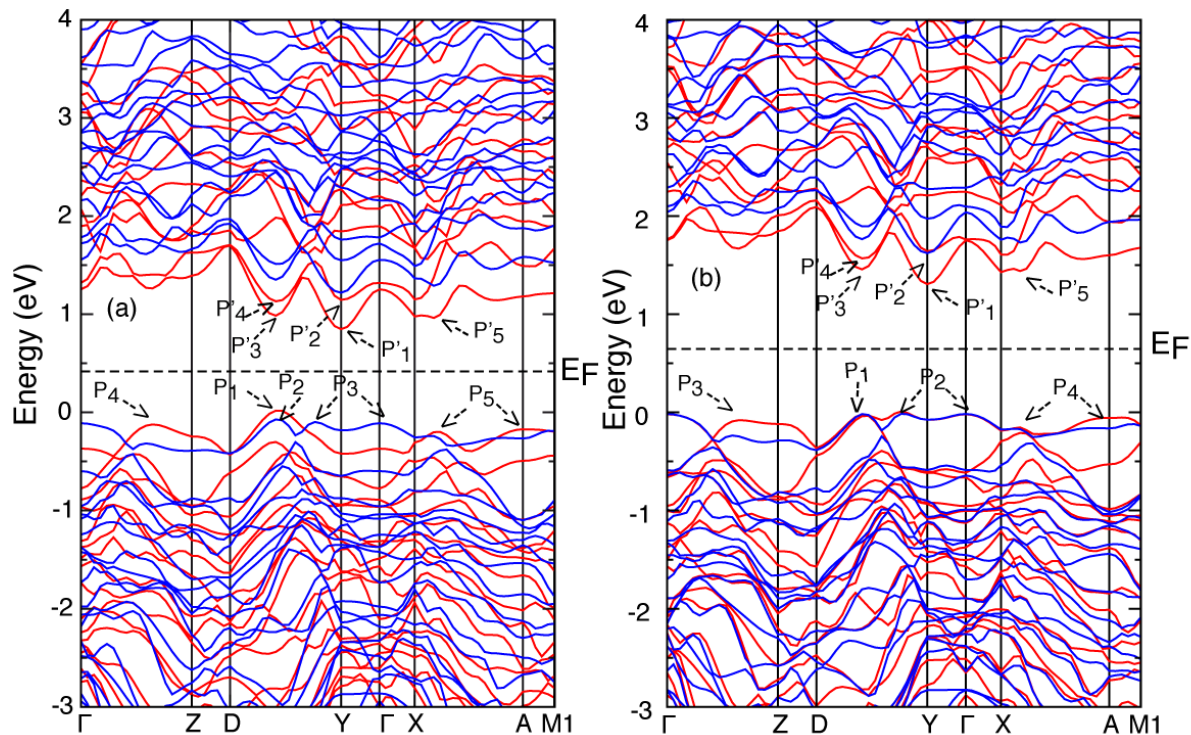 4
3
2
1
0
-1
-2
-3
Energy (eV)
(a)
P'4
P'3
P'2
P'1
P'5
EF
P4
P1
P2
P3
P5
Γ Z D Y Γ X A M1
4
3
2
1
0
-1
-2
-3
Energy (eV)
(b)
P'4
P'3
P'2
P'1
P'5
EF
P3
P1
P2
P4
Γ Z D Y Γ X A M1